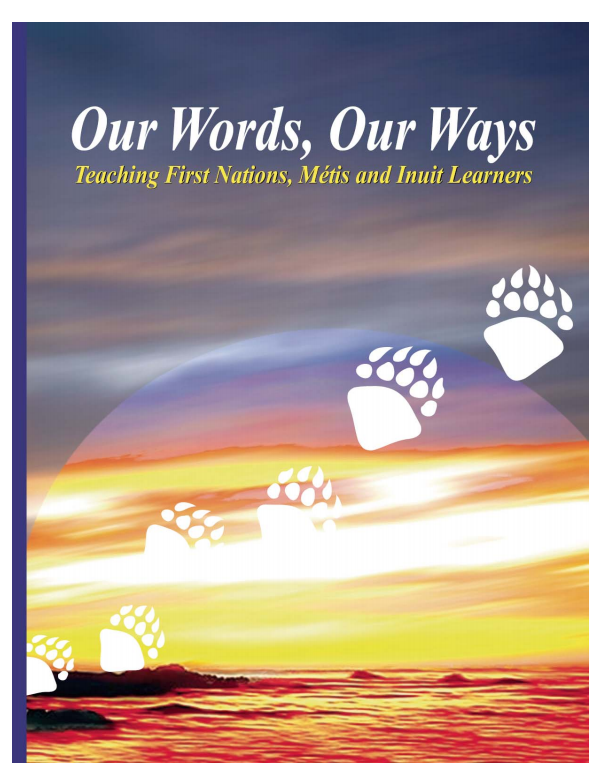 Our Words, Our Ways
Teaching First Nations, Métis and Inuit Learners